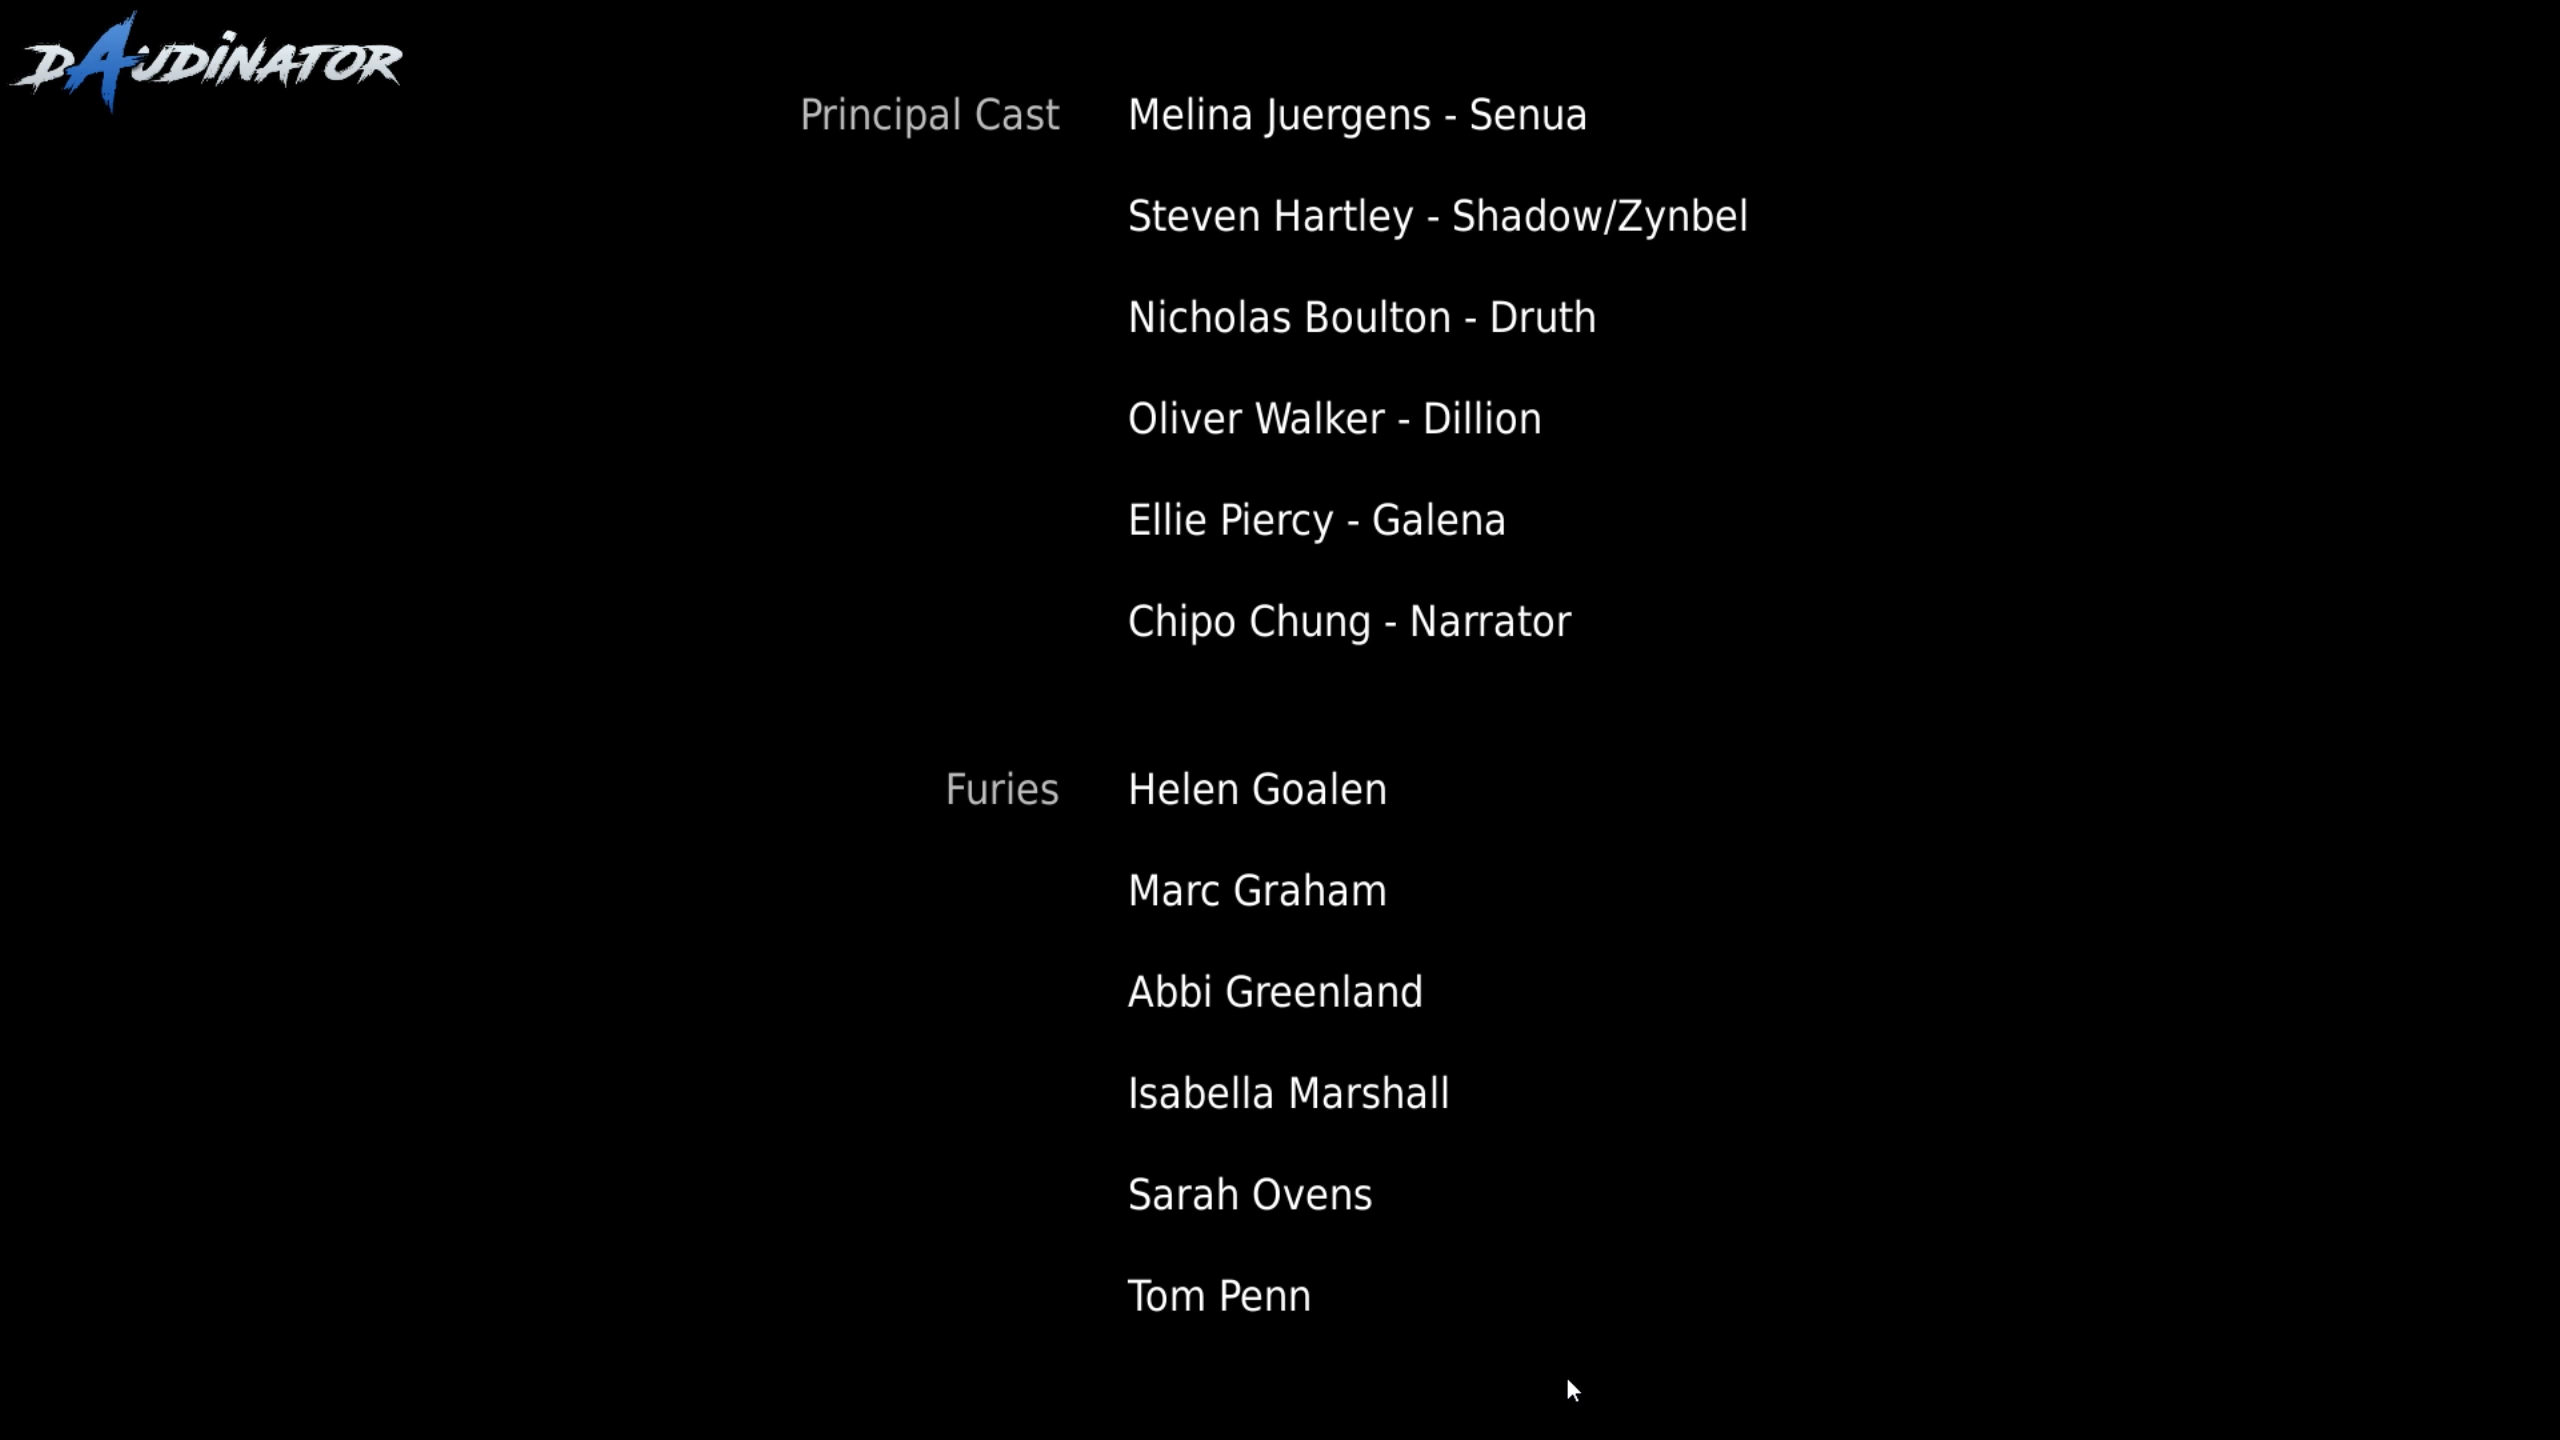 DAUDiNATOR
Principal Cast Melina Juergens - Senua
Steven Hartley - Shadow/Zynbel
Nicholas Boulton - Druth
Oliver Walker - Dillion
Ellie Piercy - Galena
Chipo Chung - Narrator
Furies Helen Goalen
Marc Graham
Abbi Greenland
Isabella Marshall
Sarah Ovens
Tom Penn